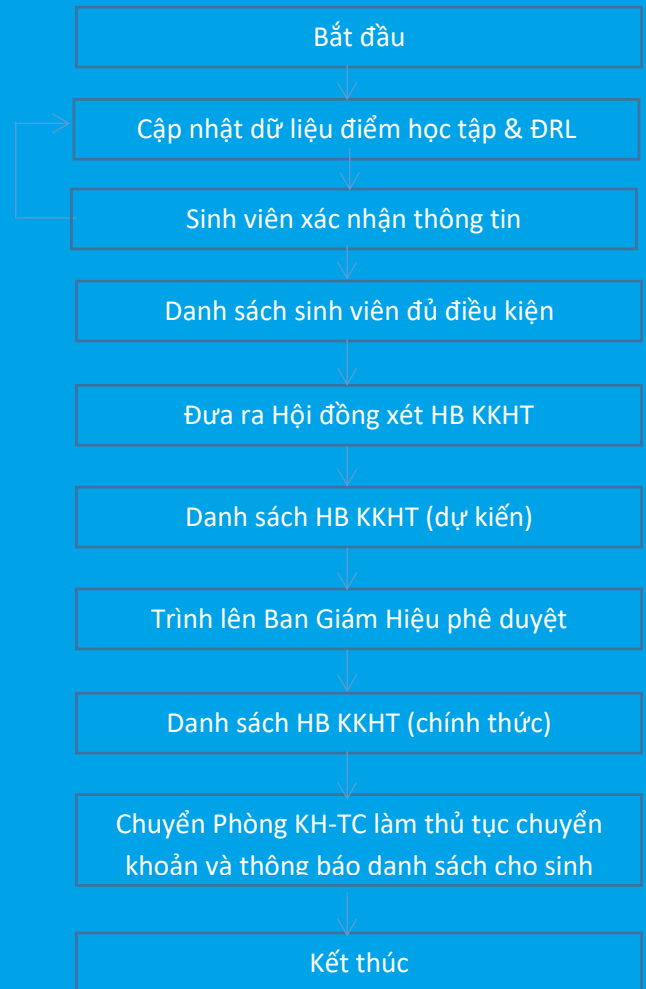 Bắt đầu
Cập nhật dữ liệu điểm học tập & ĐRL
Sinh viên xác nhận thông tin
Danh sách sinh viên đủ điều kiện
Đưa ra Hội đồng xét HB KKHT
Danh sách HB KKHT (dự kiến)
Trình lên Ban Giám Hiệu phê duyệt
Danh sách HB KKHT (chính thức)
Chuyển Phòng KH-TC làm thủ tục chuyển
khoản và thông báo danh sách cho sinh
Kết thúc